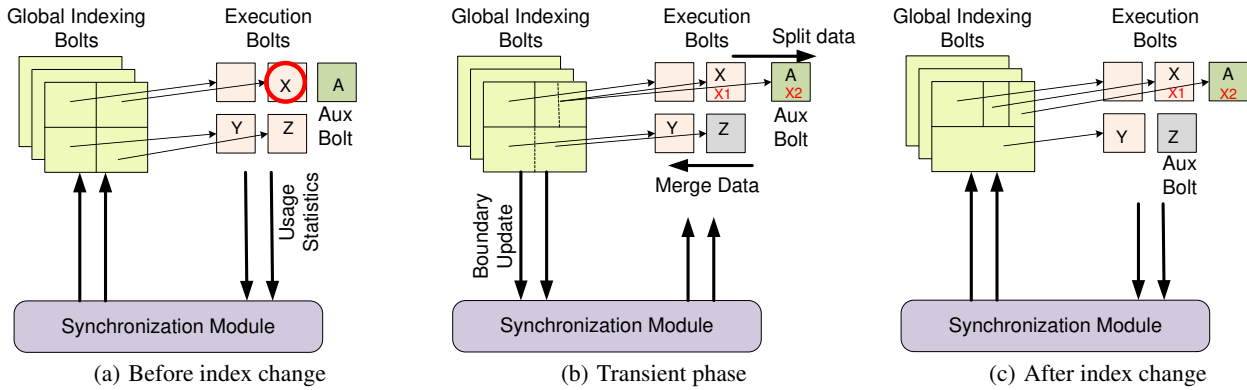 Global Indexing
Bolts
Execution
Bolts
X
A
Aux
Bolt
Y
Z
Usage
Statistics
Synchronization Module
(a) Before index change
Global Indexing
Bolts
Execution
Bolts
Split data
X
X1
A
X2
Aux
Bolt
Y
Z
Merge Data
Boundary
Update
Synchronization Module
(b) Transient phase
Global Indexing
Bolts
Execution
Bolts
X
X1
A
X2
Y
Z
Aux
Bolt
Synchronization Module
(c) After index change